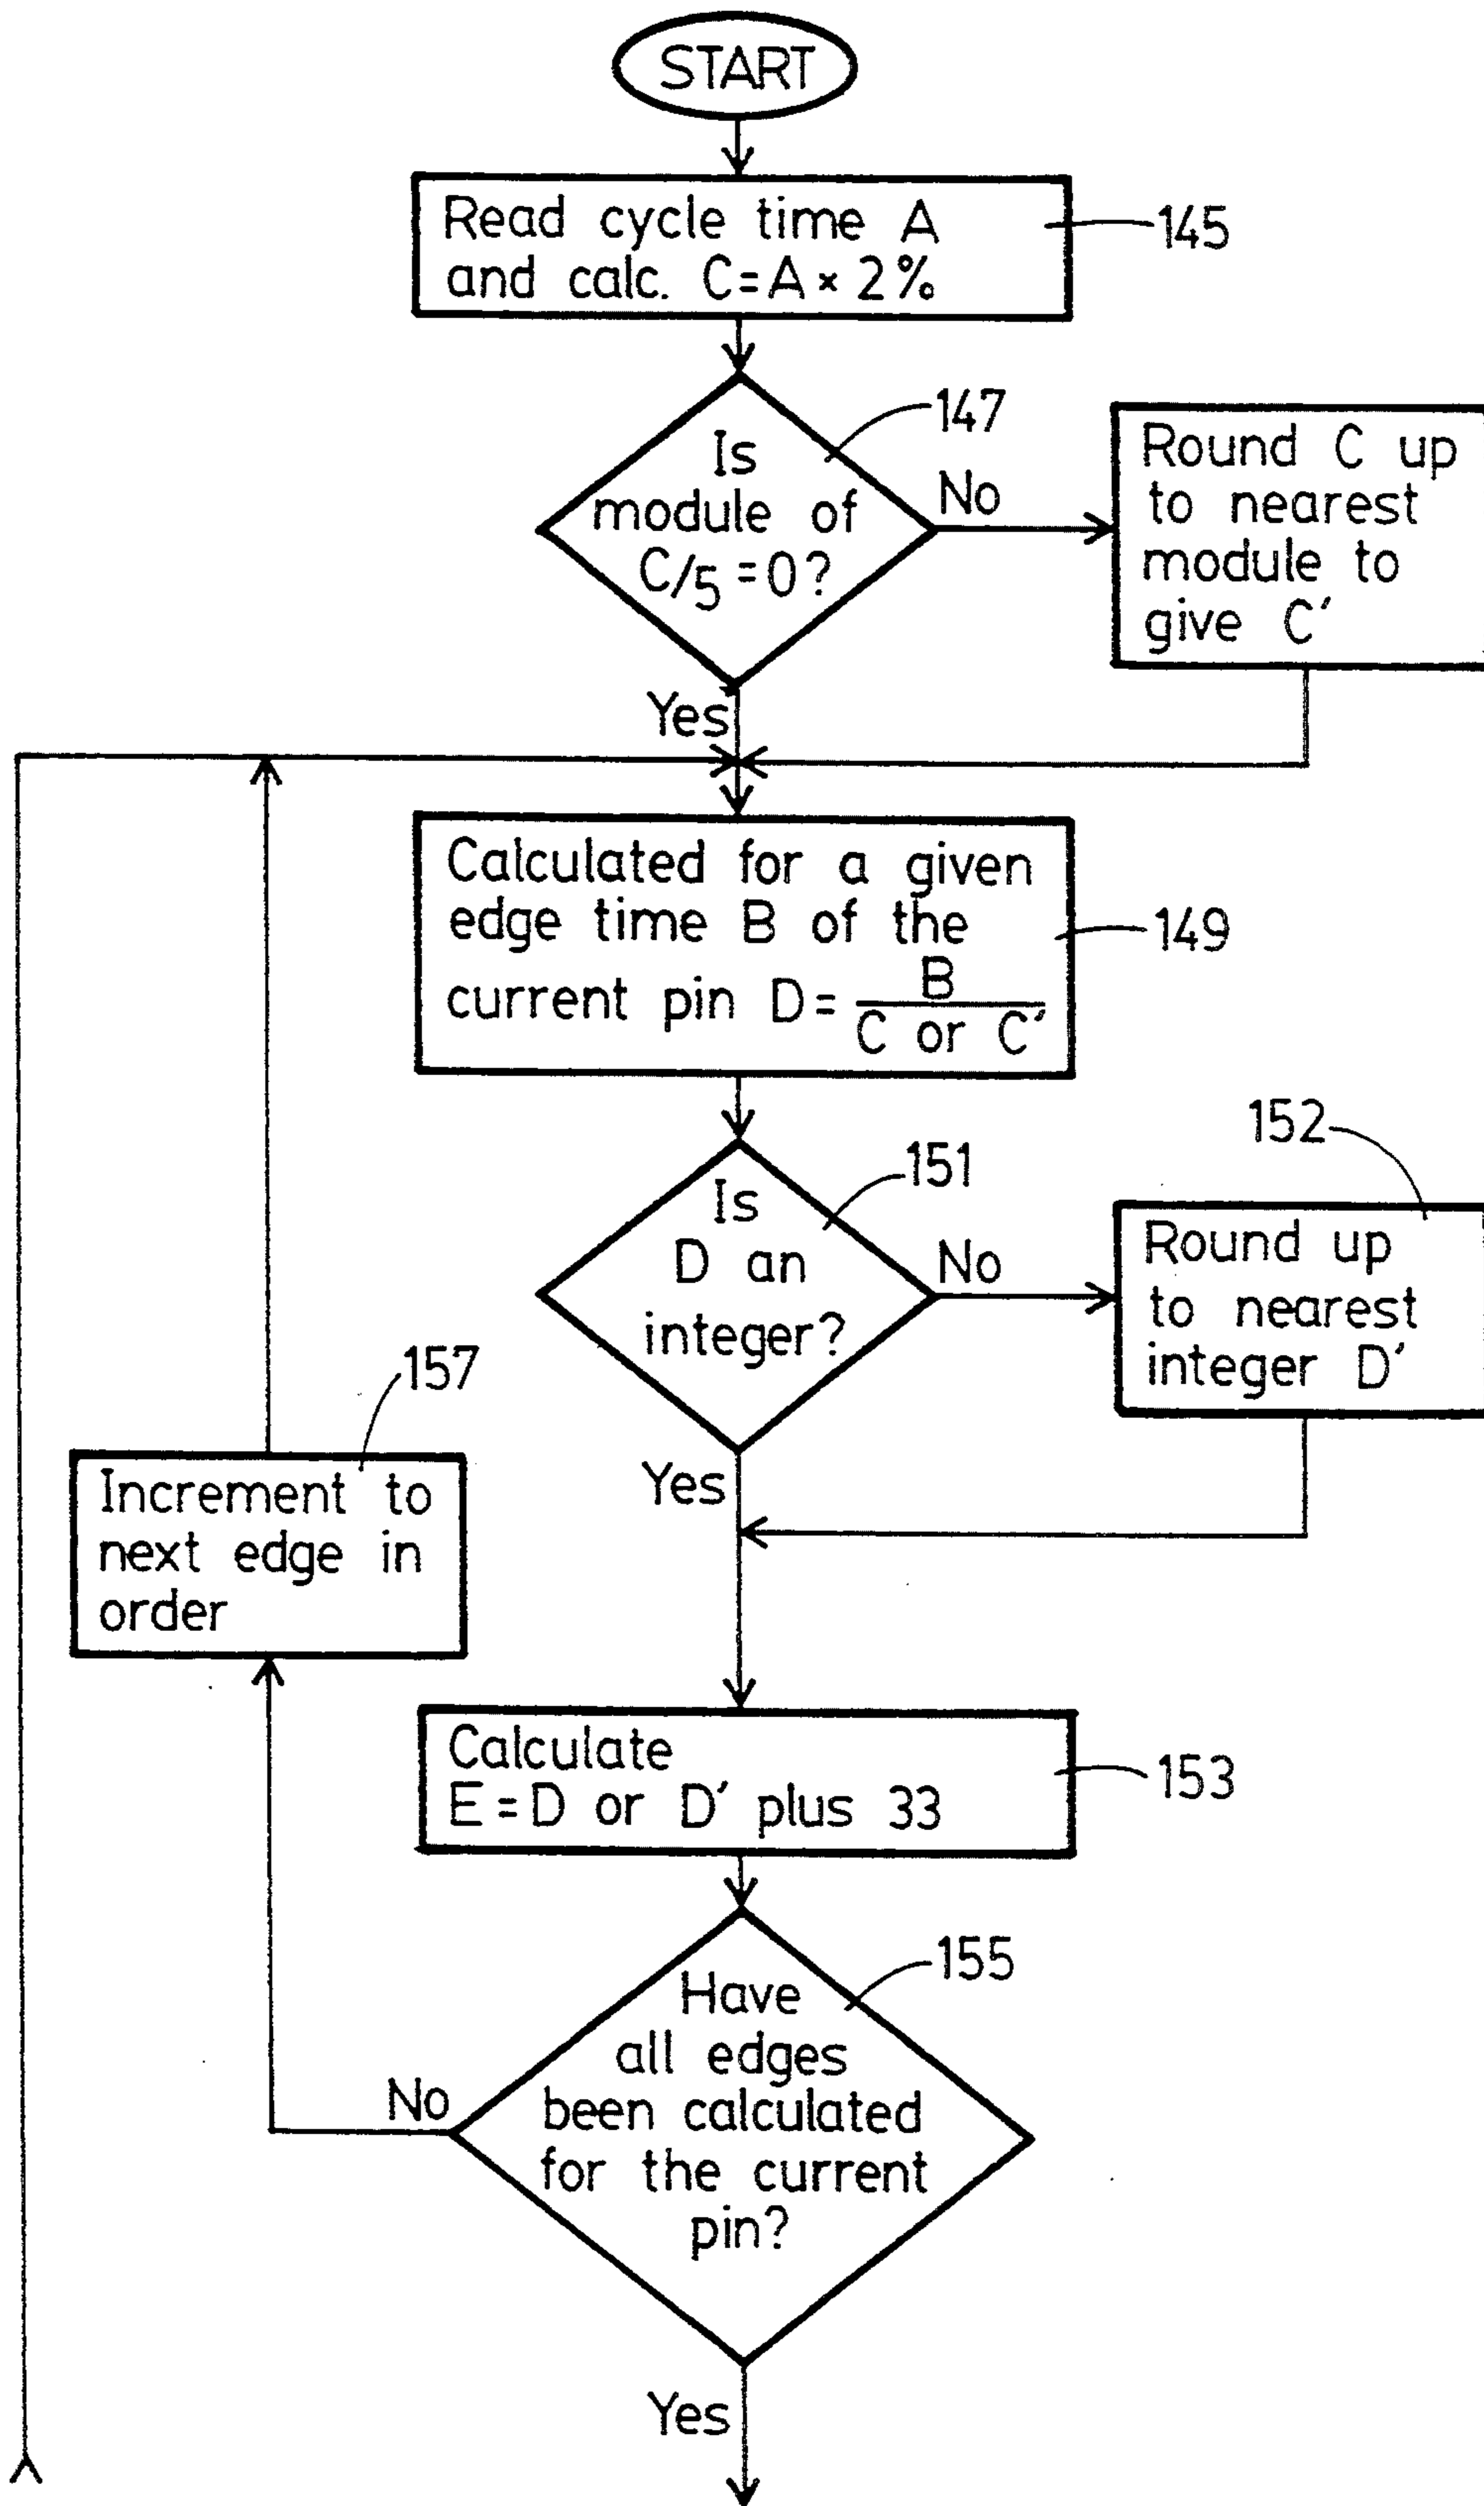 START
Read cycle time A
and calc. C=A×2%
145
147
Is
module of
C/5=0?
No
Yes
Round C up
to nearest
module to
give C′
Calculated for a given
edge time B of the
current pin D= B
C or C′
149
151
Is
D an
integer?
No
Yes
152
Round up
to nearest
integer D′
157
Increment to
next edge in
order
Calculate
E=D or D′ plus 33
153
155
Have
all edges
been calculated
for the current
pin?
No
Yes